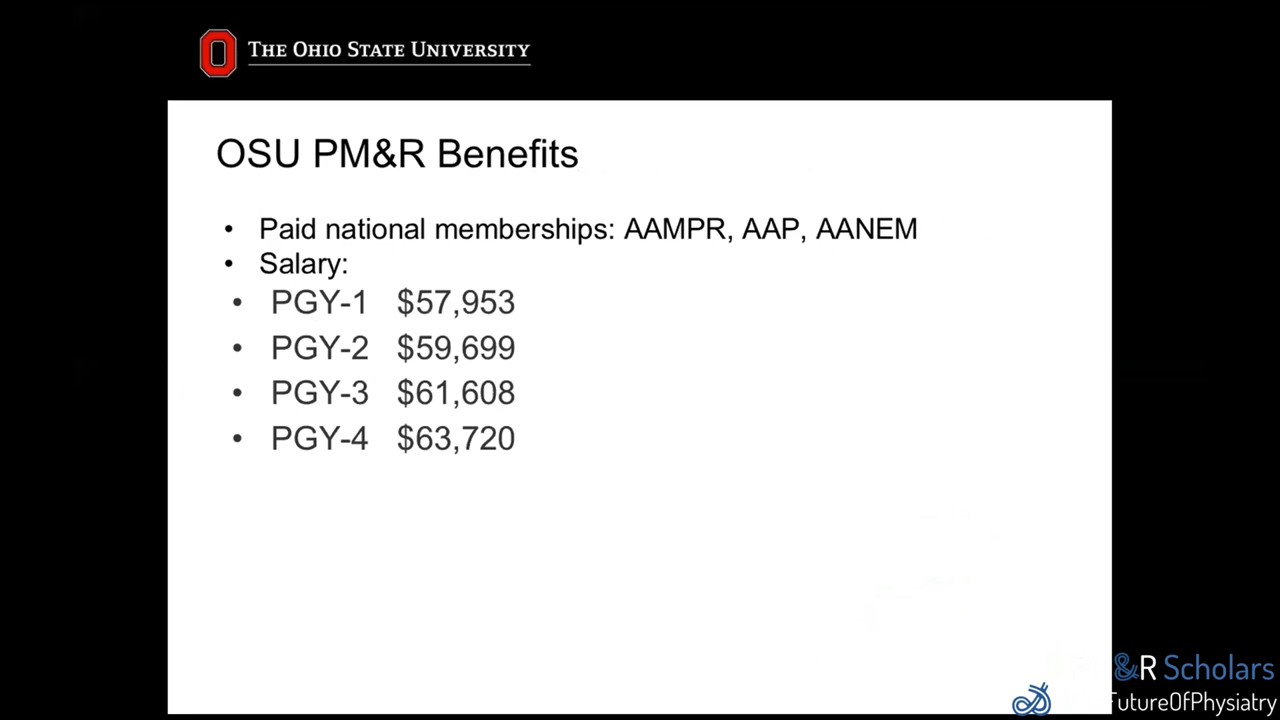 THE OHIO STATE UNIVERSITY
OSU PM&R Benefits
• Paid national memberships: AAMPR, AAP, AANEM
• Salary:
• PGY-1 $57,953
• PGY-2 $59,699
• PGY-3 $61,608
• PGY-4 $63,720
&R Scholars
FutureOfPhysiatry